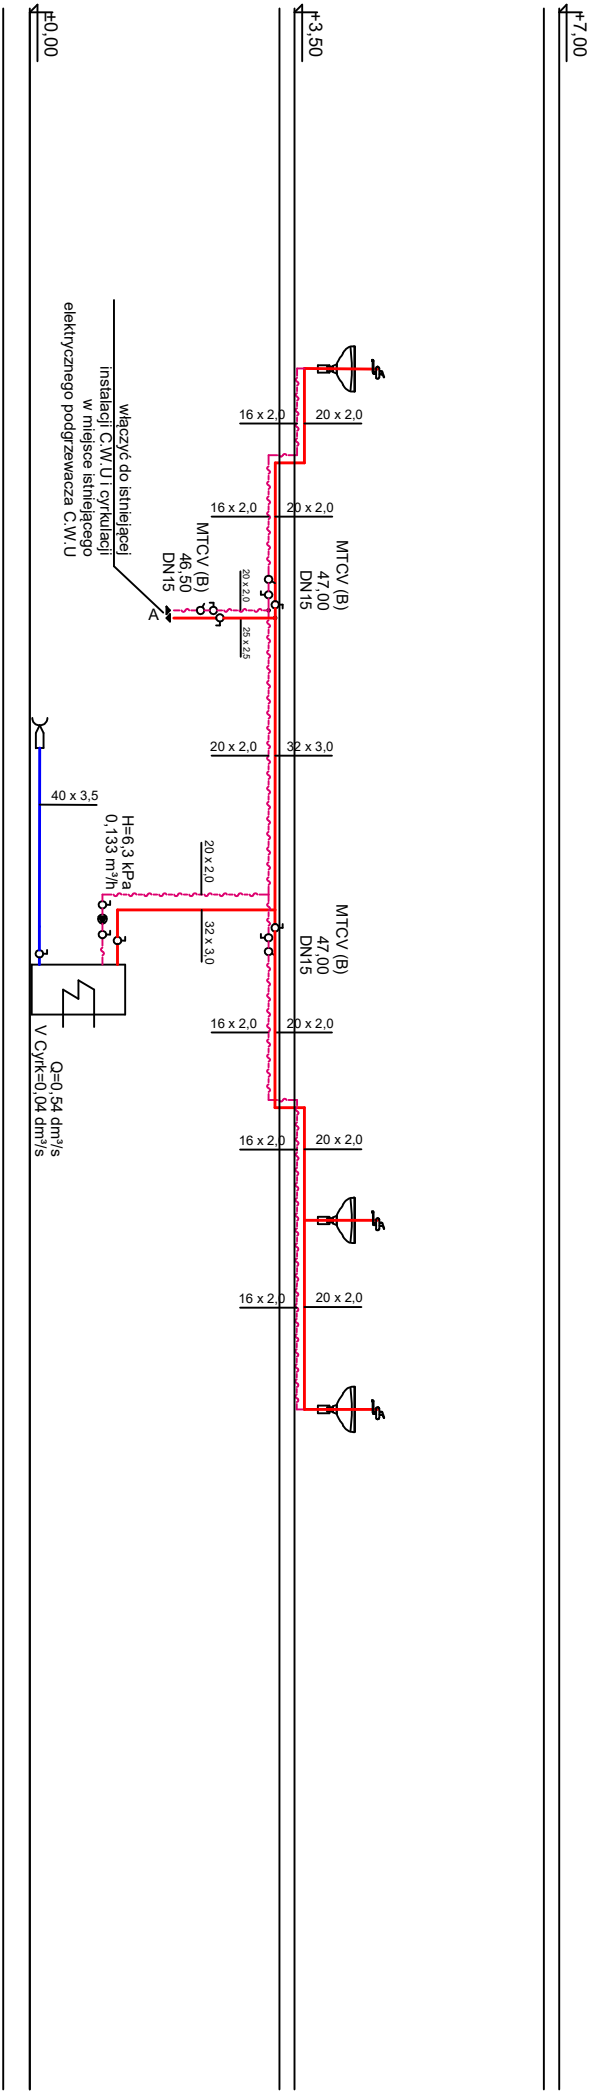 ±0,00
+3,50
+7,00
16 x 2,0
20 x 2,0
16 x 2,0
20 x 2,0
MTCV (B)
47,00
DN15
MTCV (B)
46,50
DN15
20 x 2,0
25 x 2,5
A
włączyć do istniejącej
instalacji C.W.U i cyrkulacji
w miejsce istniejącego
elektrycznego podgrzewacza C.W.U
20 x 2,0
32 x 3,0
40 x 3,5
H=6,3 kPa
0,133 m³/h
20 x 2,0
32 x 3,0
MTCV (B)
47,00
DN15
16 x 2,0
20 x 2,0
Q=0,54 dm³/s
V Cyrk=0,04 dm³/s
16 x 2,0
20 x 2,0
16 x 2,0
20 x 2,0